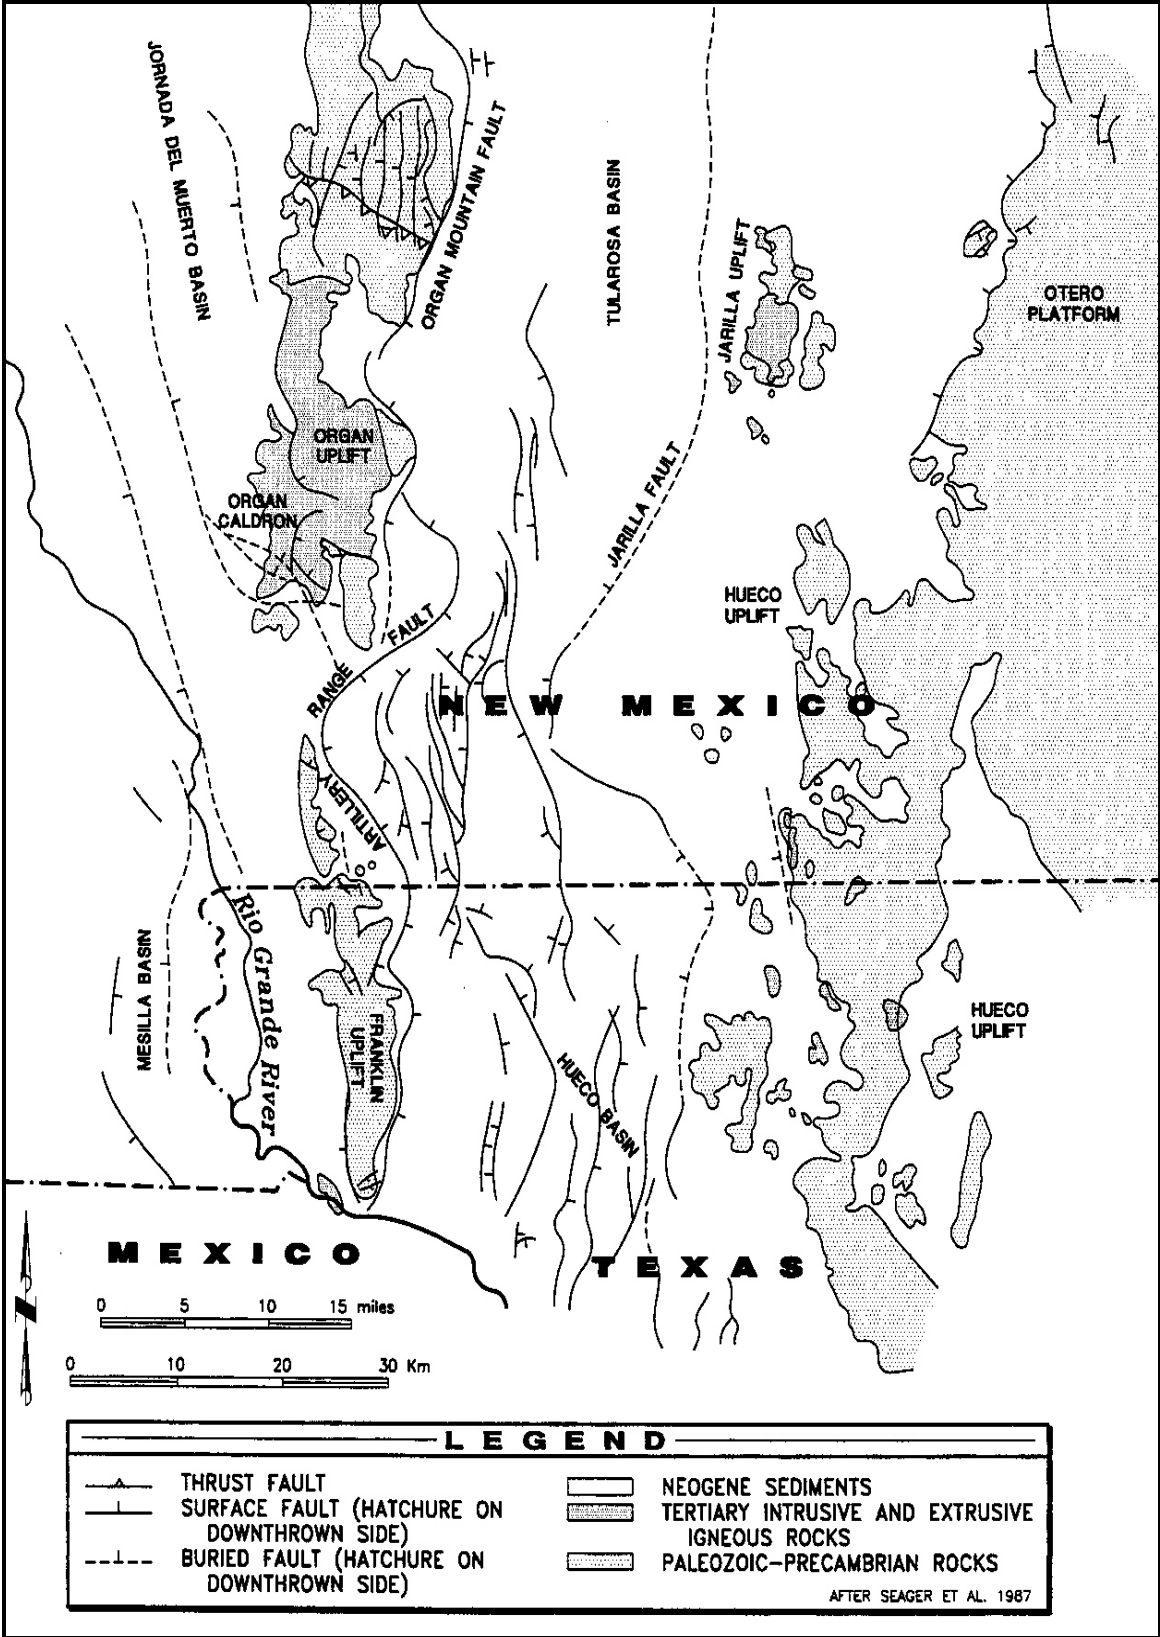 JORNADA DEL MUERTO BASIN
ORGAN MOUNTAIN FAULT
TULAROSA BASIN
JARILLA UPLIFT
OTERO
PLATFORM
ORGAN
UPLIFT
ORGAN
CALDRON
JARILLA FAULT
HUECO
UPLIFT
ARTILLERY RANGE FAULT
NEW MEXICO
Rio Grande River
MESILLA BASIN
FRANKLIN
UPLIFT
HUECO BASIN
HUECO
UPLIFT
MEXICO
TEXAS
N
0 5 10 15 miles
0 10 20 30 Km
LEGEND
THRUST FAULT
SURFACE FAULT (HATCHURE ON
DOWNTHROWN SIDE)
BURIED FAULT (HATCHURE ON
DOWNTHROWN SIDE)
NEOGENE SEDIMENTS
TERTIARY INTRUSIVE AND EXTRUSIVE
IGNEOUS ROCKS
PALEOZOIC-PRECAMBRIAN ROCKS
AFTER SEAGER ET AL. 1987